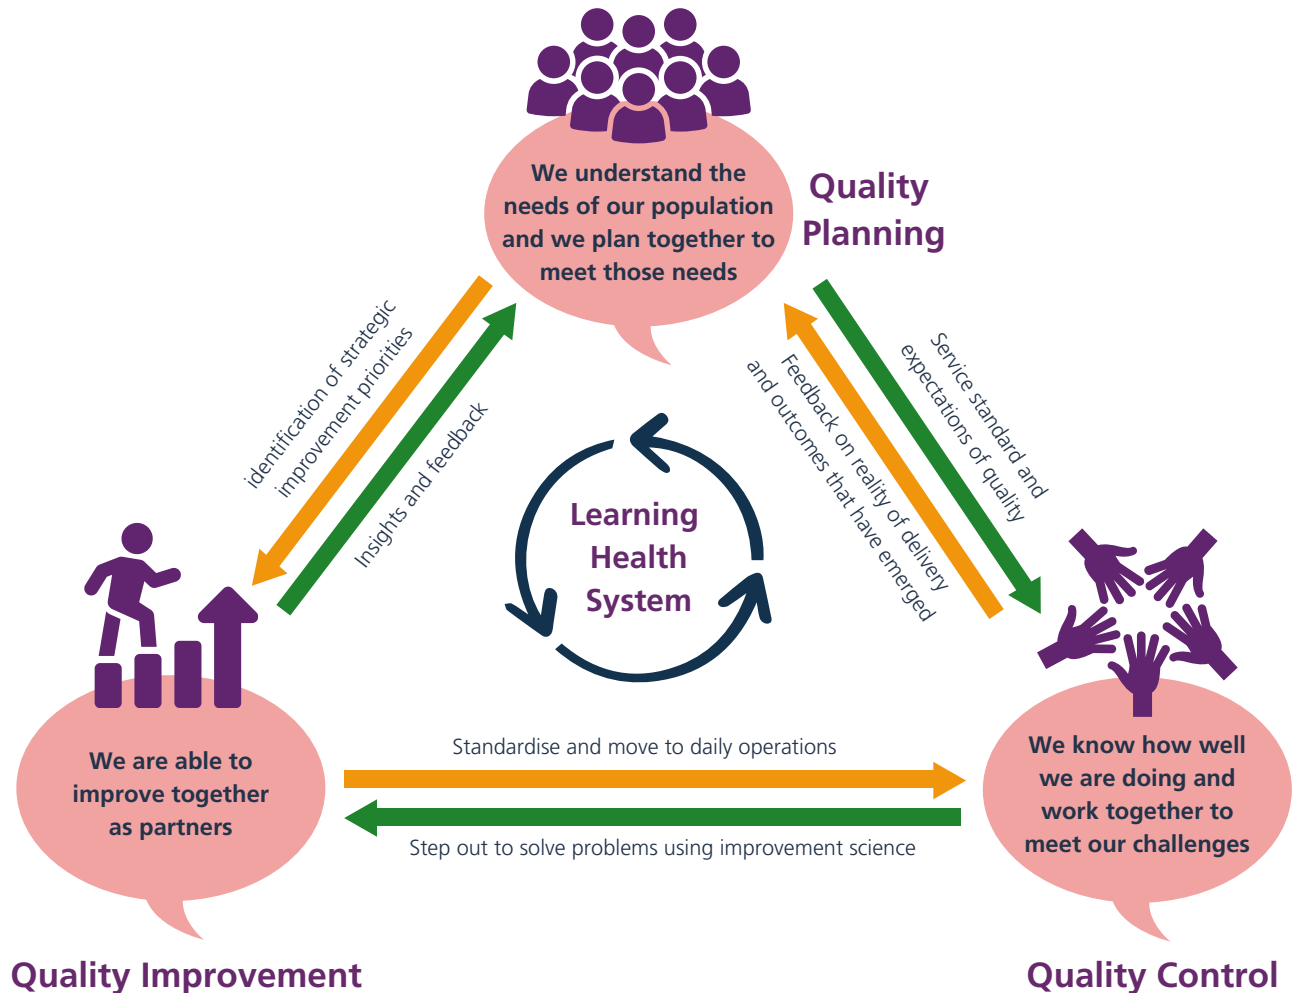 We understand the
needs of our population
and we plan together to
meet those needs
Quality
Planning
identification of strategic
improvement priorities
Insights and feedback
Service standard and
expectations of quality
Feedback on reality of delivery
and outcomes that have emerged
Learning
Health
System
We are able to
improve together
as partners
Standardise and move to daily operations
Step out to solve problems using improvement science
We know how well
we are doing and
work together to
meet our challenges
Quality Improvement
Quality Control